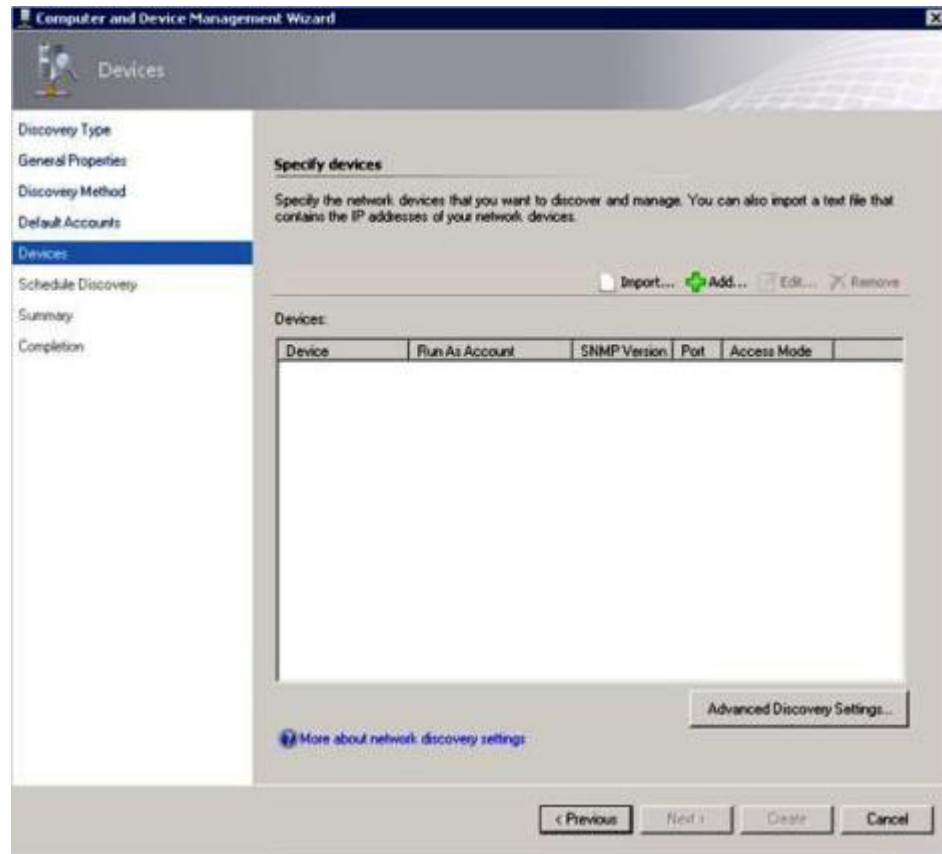 Computer and Device Management Wizard
Devices
Discovery Type
General Properties
Discovery Method
Default Accounts
Devices
Schedule Discovery
Summary
Completion
Specify devices
Specify the network devices that you want to discover and manage. You can also import a text file that
contains the IP addresses of your network devices.
Import... Add... Edit... Remove
Devices:
Device Run As Account SNMP Version Port Access Mode
Advanced Discovery Settings...
More about network discovery settings
< Previous Next > Create Cancel